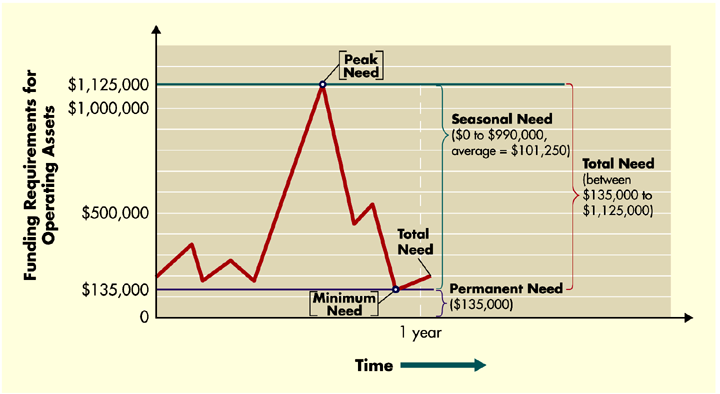 Funding Requirements for
Operating Assets
$1,125,000
$1,000,000
$500,000
$135,000
0
Peak
Need
Seasonal Need
($0 to $990,000,
average = $101,250)
Total Need
(between
$135,000 to
$1,125,000)
Total
Need
Minimum
Need
Permanent Need
($135,000)
1 year
Time